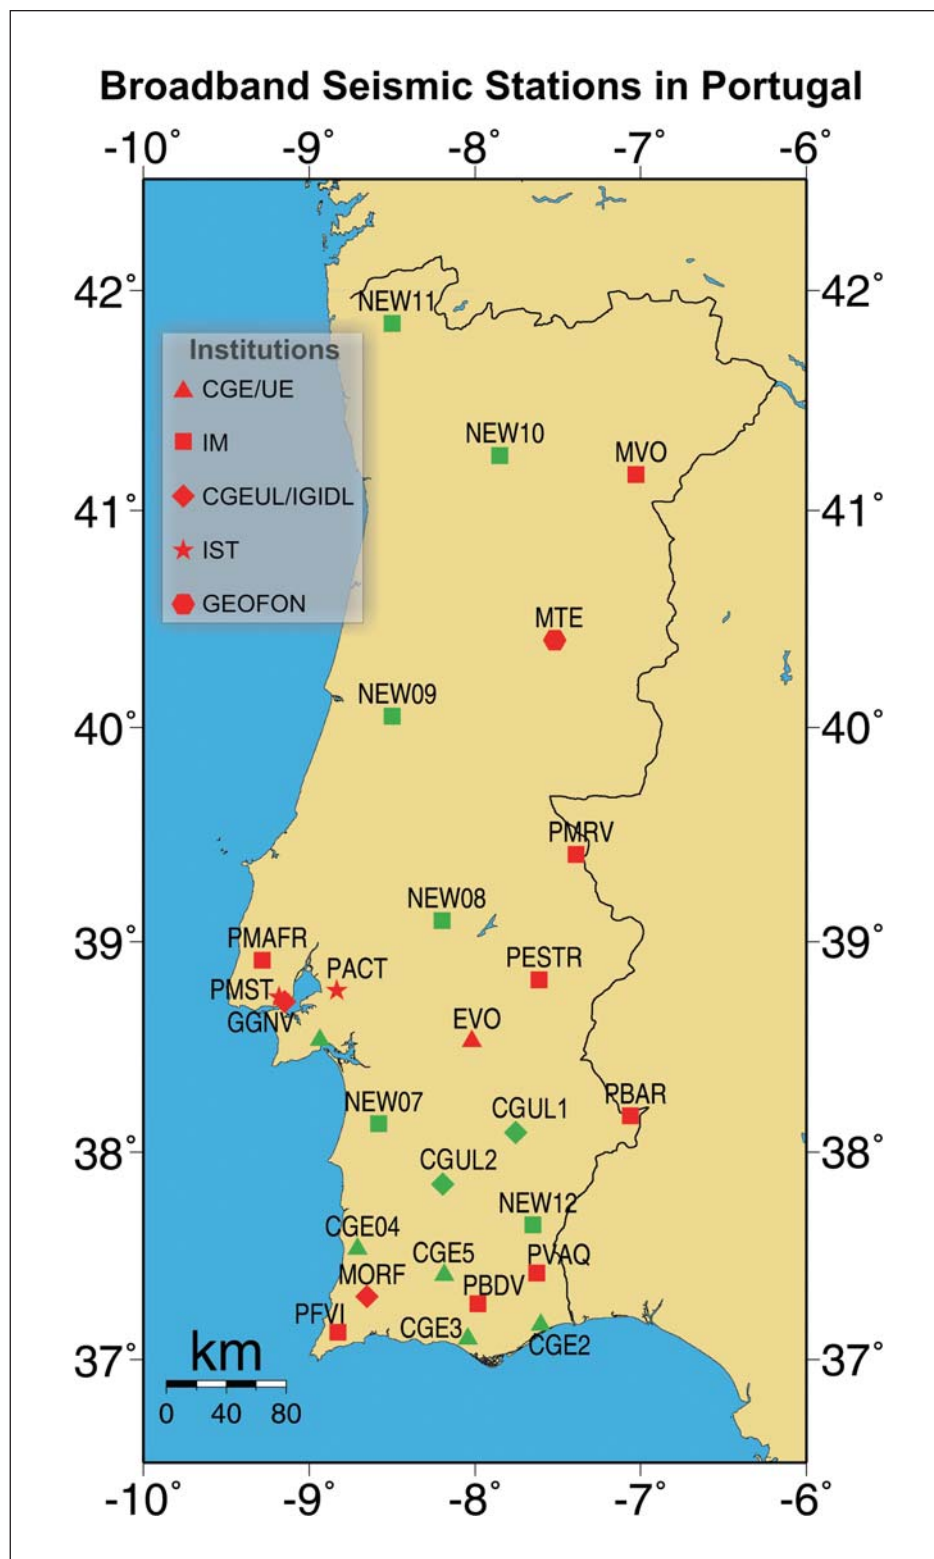 Broadband Seismic Stations in Portugal
-10˚ -9˚ -8˚ -7˚ -6˚
42˚ 42˚
NEW11
Institutions
CGE/UE
IM
CGEUL/IGIDL
IST
GEOFON
NEW10
MVO
41˚ 41˚
MTE
NEW09
40˚ 40˚
PMRV
NEW08
39˚ 39˚
PMAFR
PACT
PESTR
PMST
GGNV
EVO
NEW07
CGUL1
PBAR
38˚ 38˚
CGUL2
NEW12
CGE04
CGE5
PVAQ
MORF
PBDV
PFVI
CGE3
CGE2
37˚ 37˚
km
0 40 80
-10˚ -9˚ -8˚ -7˚ -6˚